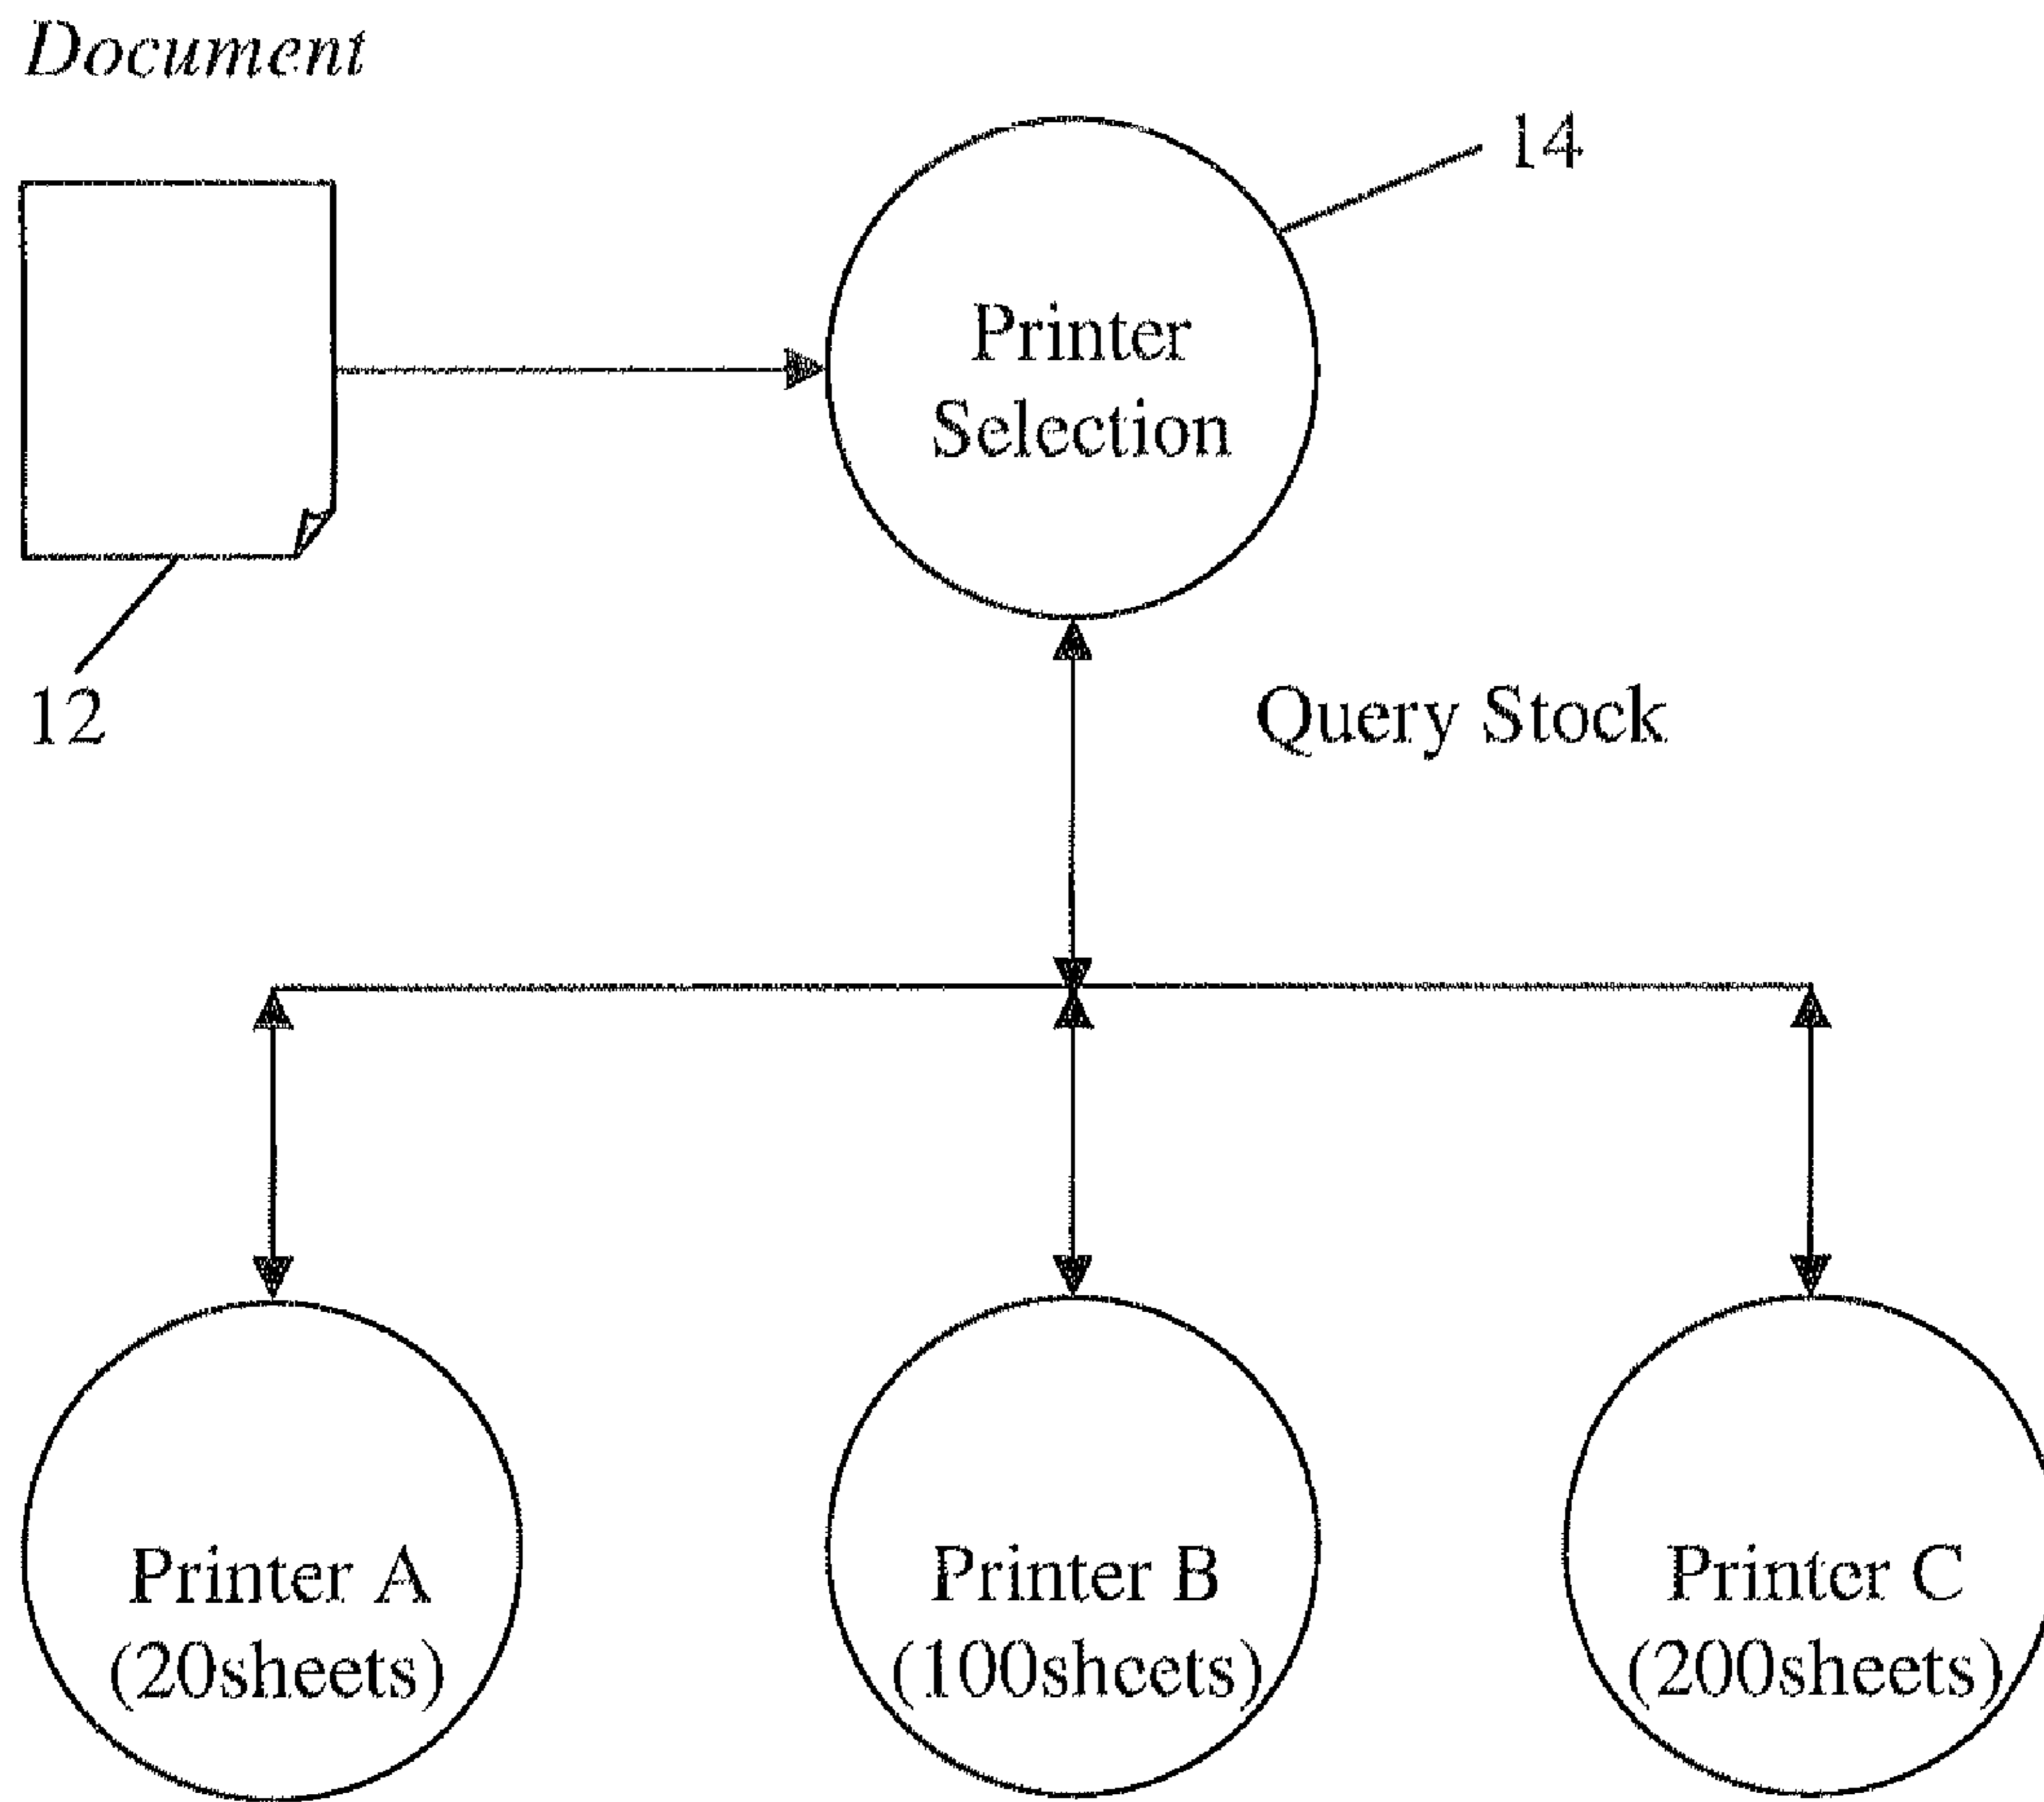 Document
14
Printer
Selection
12
Query Stock
Printer A
(20sheets)
Printer B
(100sheets)
Printer C
(200sheets)